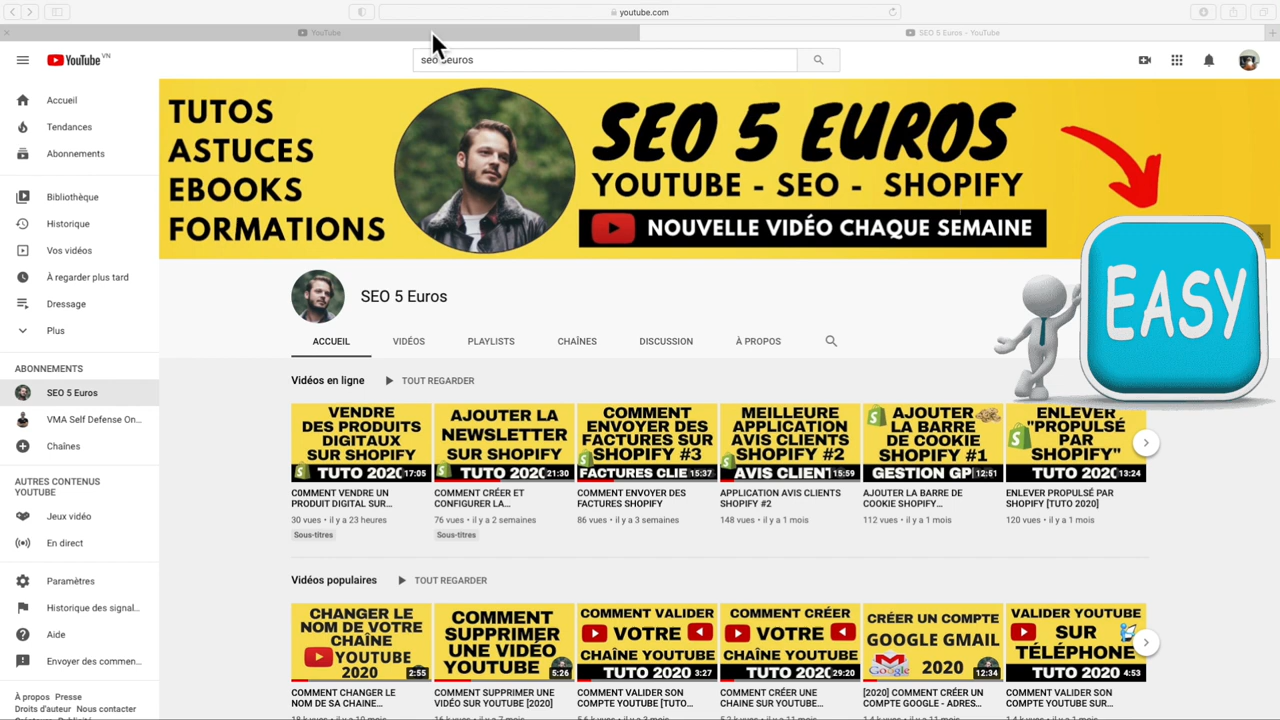 youtube.com
YouTube
SEO 5 Euros - YouTube
YouTube VN
seo 5euros
TUTOS
ASTUCES
EBOOKS
FORMATIONS
SEO 5 EUROS
YOUTUBE - SEO - SHOPIFY
NOUVELLE VIDÉO CHAQUE SEMAINE
EASY
Accueil
Tendances
Abonnements
Bibliothèque
Historique
Vos vidéos
À regarder plus tard
Dressage
Plus
ABONNEMENTS
SEO 5 Euros
VMA Self Defense On...
Chaînes
AUTRES CONTENUS
YOUTUBE
Jeux vidéo
En direct
Paramètres
Historique des signal...
Aide
Envoyer des commen...
À propos Presse
Droits d'auteur Nous contacter
SEO 5 Euros
ACCUEIL VIDÉOS PLAYLISTS CHAÎNES DISCUSSION À PROPOS
Vidéos en ligne TOUT REGARDER
VENDRE
DES PRODUITS
DIGITAUX
SUR SHOPIFY
TUTO 2020 17:05
COMMENT VENDRE UN
PRODUIT DIGITAL SUR...
30 vues • il y a 23 heures
Sous-titres
AJOUTER LA
NEWSLETTER
SUR SHOPIFY
TUTO 2020 21:30
COMMENT CRÉER ET
CONFIGURER LA...
76 vues • il y a 2 semaines
Sous-titres
COMMENT
ENVOYER DES
FACTURES SUR
SHOPIFY #3
FACTURES CLIE 15:37
COMMENT ENVOYER DES
FACTURES SHOPIFY
86 vues • il y a 3 semaines
MEILLEURE
APPLICATION
AVIS CLIENTS
SHOPIFY #2
AVIS CLIENT 15:59
APPLICATION AVIS CLIENTS
SHOPIFY #2
148 vues • il y a 1 mois
AJOUTER
LA BARRE
DE COOKIE
SHOPIFY #1
GESTION GP 12:51
AJOUTER LA BARRE DE
COOKIE SHOPIFY...
112 vues • il y a 1 mois
ENLEVER
"PROPULSÉ
PAR
SHOPIFY"
TUTO 2020 13:24
ENLEVER PROPULSÉ PAR
SHOPIFY [TUTO 2020]
120 vues • il y a 1 mois
Vidéos populaires TOUT REGARDER
CHANGER LE
NOM DE VOTRE
CHAÎNE
YOUTUBE
2020 2:55
COMMENT CHANGER LE
NOM DE SA CHAINE
COMMENT
SUPPRIMER
UNE VIDÉO
YOUTUBE 5:26
COMMENT SUPPRIMER UNE
VIDÉO SUR YOUTUBE [2020]
COMMENT VALIDER
VOTRE
CHAÎNE YOUTUBE
TUTO 2020 3:27
COMMENT VALIDER SON
COMPTE YOUTUBE [TUTO...
COMMENT CRÉER
VOTRE
CHAÎNE YOUTUBE
TUTO 2020 29:20
COMMENT CRÉER UNE
CHAINE YOUTUBE SUR...
CRÉER UN COMPTE
GOOGLE GMAIL
Google 2020 12:34
[2020] COMMENT CRÉER UN
COMPTE GOOGLE - ADRES...
VALIDER YOUTUBE
SUR
TÉLÉPHONE
TUTO 2020 4:53
COMMENT VALIDER SON
COMPTE YOUTUBE SUR...